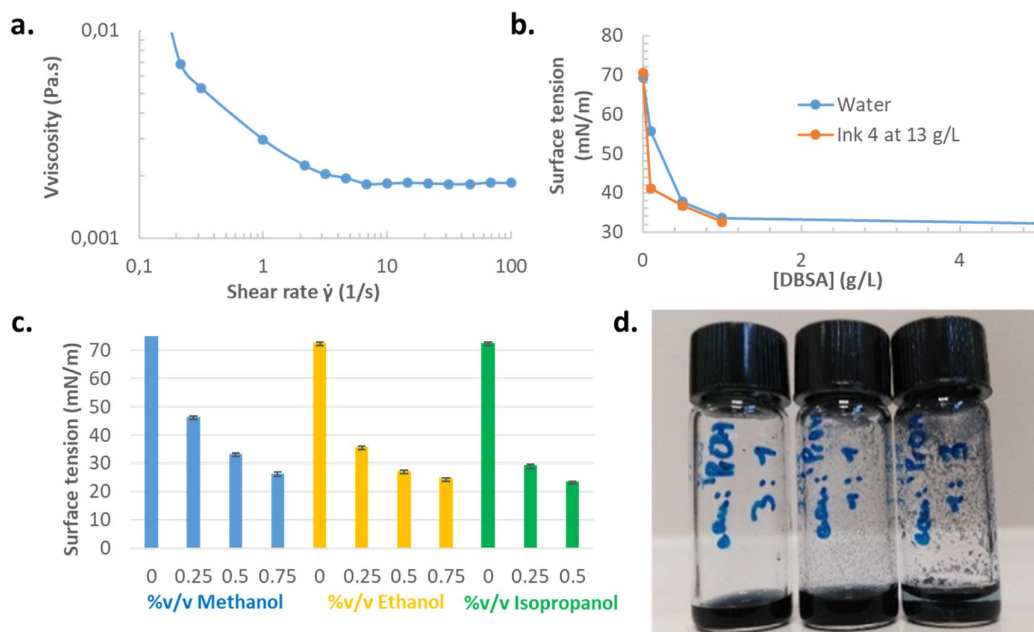 a.
0,01
Vviscosity (Pa.s)
0,001
0,1 1 10 100
Shear rate γ̇ (1/s)
b.
80
70
60
50
40
30
Surface tension
(mN/m)
Water
Ink 4 at 13 g/L
0 2 4
[DBSA] (g/L)
c.
70
60
50
40
30
20
10
0
Surface tension (mN/m)
0 0.25 0.5 0.75 0 0.25 0.5 0.75 0 0.25 0.5
%v/v Methanol %v/v Ethanol %v/v Isopropanol
d.
3:1
1:1
1:3